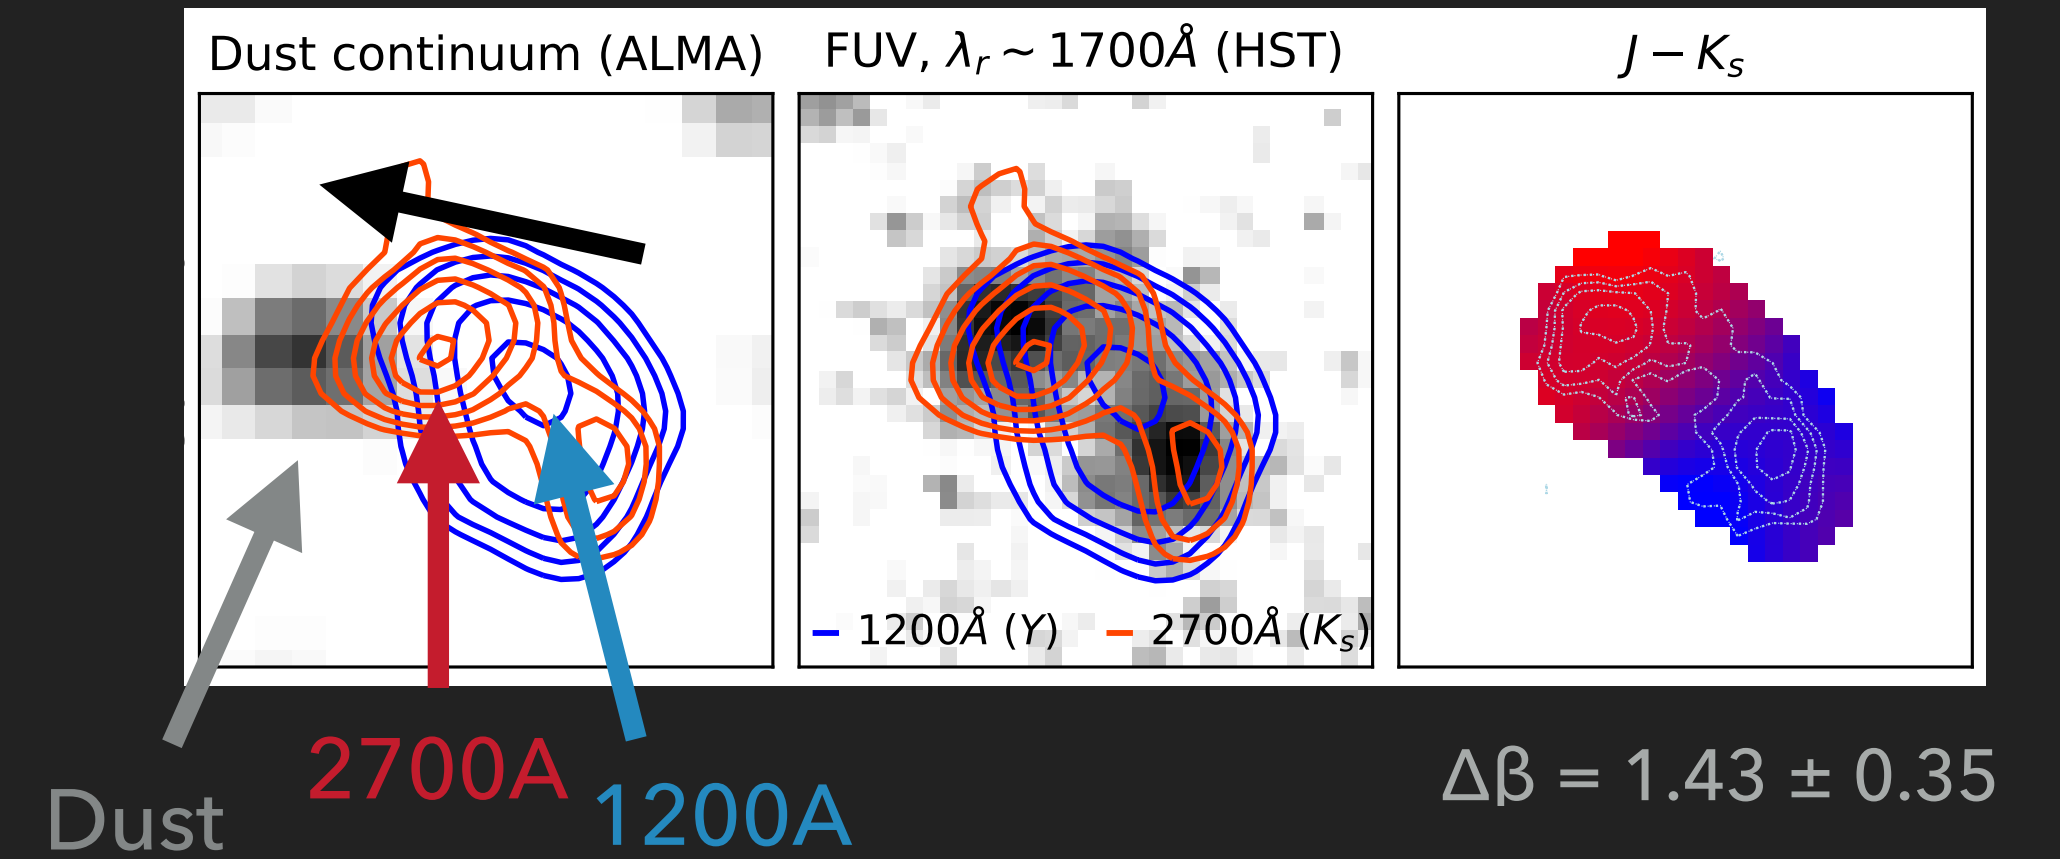 Dust continuum (ALMA)
FUV, λr ~ 1700Å (HST)
J − Ks
1200Å (Y)
2700Å (Ks)
Dust
2700A
1200A
Δβ = 1.43 ± 0.35